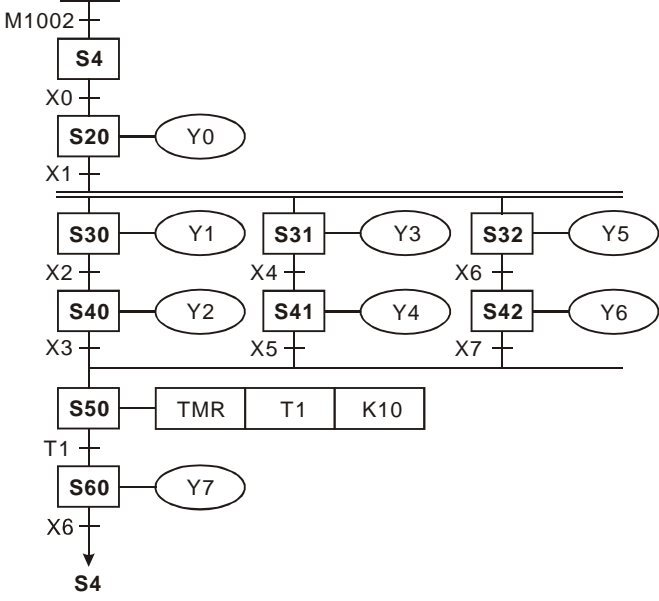 M1002
S4
X0
S20 Y0
X1
S30 Y1 S31 Y3 S32 Y5
X2 X4 X6
S40 Y2 S41 Y4 S42 Y6
X3 X5 X7
S50 TMR T1 K10
T1
S60 Y7
X6
S4